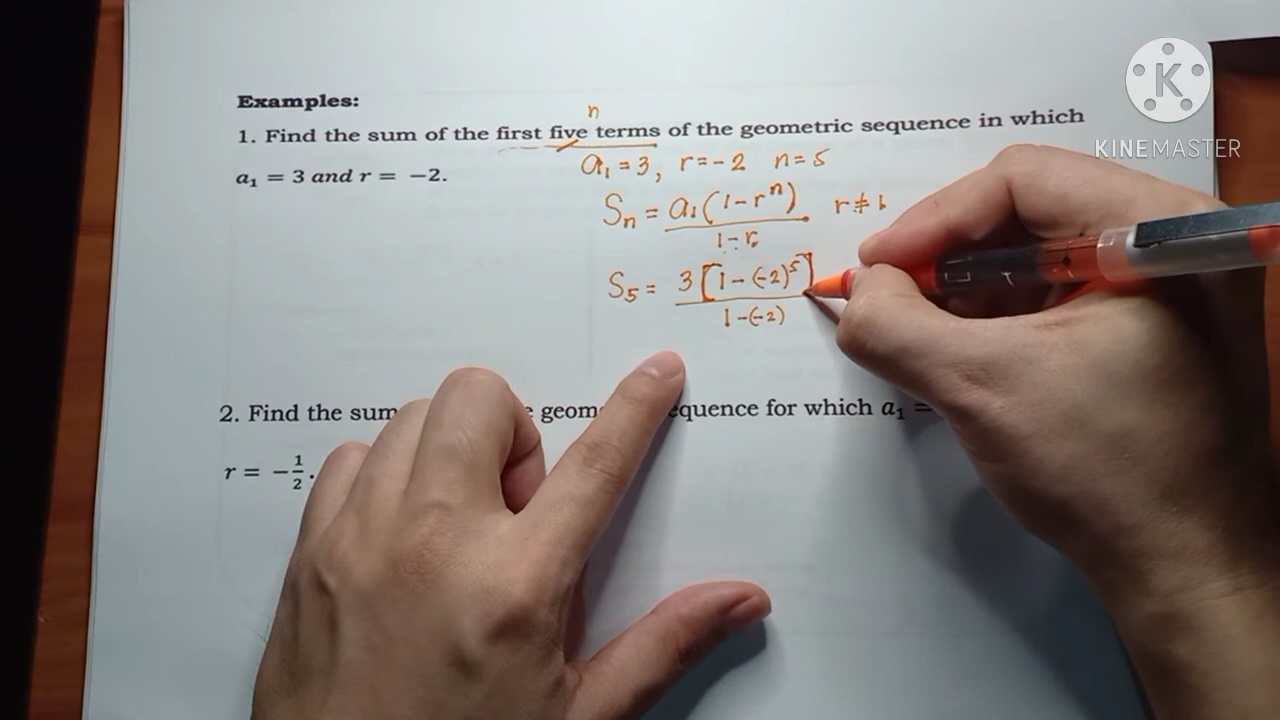 K
KINEMASTER
Examples:
n
1. Find the sum of the first five terms of the geometric sequence in which
a₁ = 3 and r = −2.
a₁ = 3, r = -2 n = 5
Sₙ = a₁(1-rⁿ) r ≠ 1
1-r
S₅ = 3[1-(-2)⁵]
1-(-2)
2. Find the sum geom equence for which a₁ =
r = −1/2.